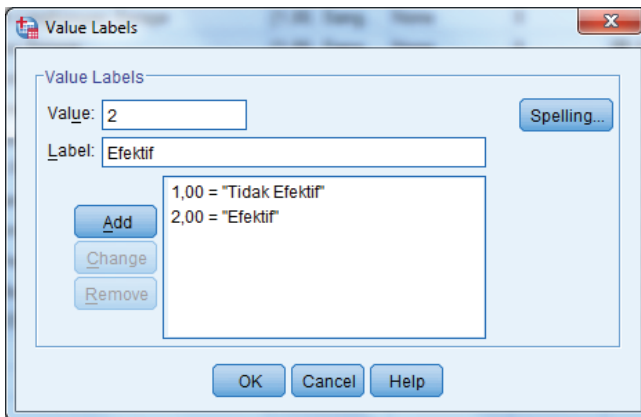 Value Labels
Value Labels
Value: 2
Spelling...
Label: Efektif
1,00 = "Tidak Efektif"
2,00 = "Efektif"
Add
Change
Remove
OK Cancel Help